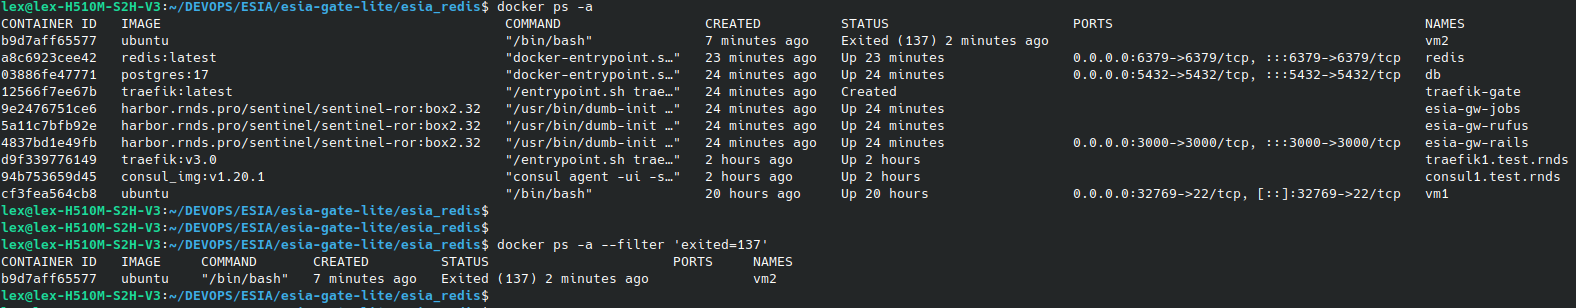 lex@lex-H510M-S2H-V3:~/DEVOPS/ESIA/esia-gate-lite/esia_redis$ docker ps -a
CONTAINER ID   IMAGE                                           COMMAND                  CREATED          STATUS                       PORTS                                         NAMES
b9d7aff65577   ubuntu                                          "/bin/bash"              7 minutes ago    Exited (137) 2 minutes ago                                                 vm2
a8c6923cee42   redis:latest                                    "docker-entrypoint.s…"   23 minutes ago   Up 23 minutes                0.0.0.0:6379->6379/tcp, :::6379->6379/tcp     redis
03886fe47771   postgres:17                                     "docker-entrypoint.s…"   24 minutes ago   Up 24 minutes                0.0.0.0:5432->5432/tcp, :::5432->5432/tcp     db
12566f7ee67b   traefik:latest                                  "/entrypoint.sh trae…"   24 minutes ago   Created                                                                    traefik-gate
9e2476751ce6   harbor.rnds.pro/sentinel/sentinel-ror:box2.32   "/usr/bin/dumb-init …"   24 minutes ago   Up 24 minutes                                                              esia-gw-jobs
5a11c7bfb92e   harbor.rnds.pro/sentinel/sentinel-ror:box2.32   "/usr/bin/dumb-init …"   24 minutes ago   Up 24 minutes                                                              esia-gw-rufus
4837bd1e49fb   harbor.rnds.pro/sentinel/sentinel-ror:box2.32   "/usr/bin/dumb-init …"   24 minutes ago   Up 24 minutes                0.0.0.0:3000->3000/tcp, :::3000->3000/tcp     esia-gw-rails
d9f339776149   traefik:v3.0                                    "/entrypoint.sh trae…"   2 hours ago      Up 2 hours                                                                 traefik1.test.rnds
94b753659d45   consul_img:v1.20.1                              "consul agent -ui -s…"   2 hours ago      Up 2 hours                                                                 consul1.test.rnds
cf3fea564cb8   ubuntu                                          "/bin/bash"              20 hours ago     Up 20 hours                  0.0.0.0:32769->22/tcp, [::]:32769->22/tcp     vm1
lex@lex-H510M-S2H-V3:~/DEVOPS/ESIA/esia-gate-lite/esia_redis$
lex@lex-H510M-S2H-V3:~/DEVOPS/ESIA/esia-gate-lite/esia_redis$
lex@lex-H510M-S2H-V3:~/DEVOPS/ESIA/esia-gate-lite/esia_redis$ docker ps -a --filter 'exited=137'
CONTAINER ID   IMAGE     COMMAND       CREATED         STATUS                       PORTS     NAMES
b9d7aff65577   ubuntu    "/bin/bash"   7 minutes ago   Exited (137) 2 minutes ago             vm2
lex@lex-H510M-S2H-V3:~/DEVOPS/ESIA/esia-gate-lite/esia_redis$